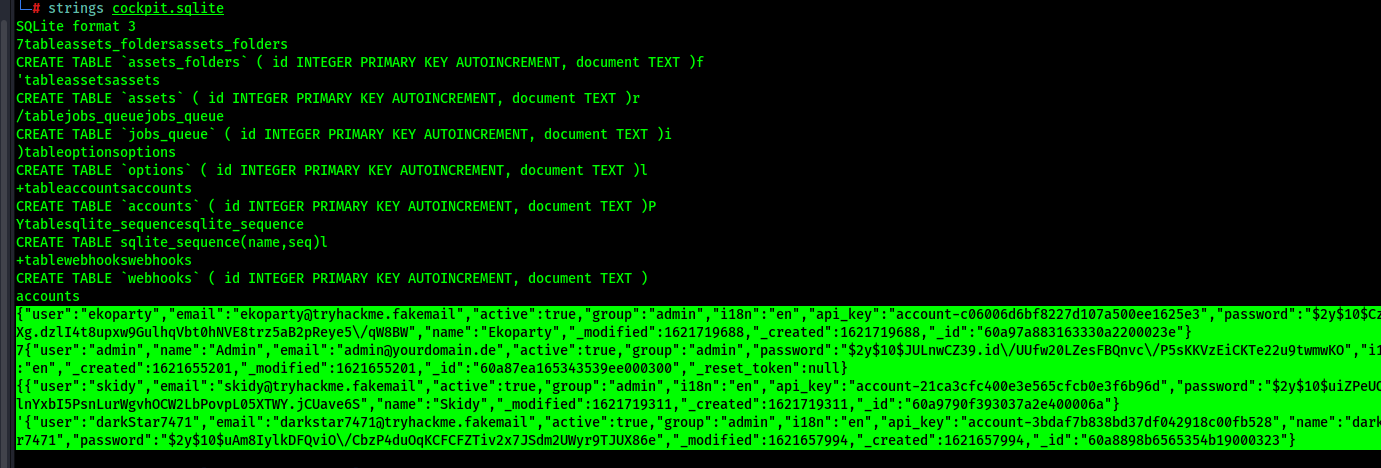 └─# strings cockpit.sqlite
SQLite format 3
7tableassets_foldersassets_folders
CREATE TABLE `assets_folders` ( id INTEGER PRIMARY KEY AUTOINCREMENT, document TEXT )f
'tableassetsassets
CREATE TABLE `assets` ( id INTEGER PRIMARY KEY AUTOINCREMENT, document TEXT )r
/tablejobs_queuejobs_queue
CREATE TABLE `jobs_queue` ( id INTEGER PRIMARY KEY AUTOINCREMENT, document TEXT )i
)tableoptionsoptions
CREATE TABLE `options` ( id INTEGER PRIMARY KEY AUTOINCREMENT, document TEXT )l
+tableaccountsaccounts
CREATE TABLE `accounts` ( id INTEGER PRIMARY KEY AUTOINCREMENT, document TEXT )P
Ytablesqlite_sequencesqlite_sequence
CREATE TABLE sqlite_sequence(name,seq)l
+tablewebhookswebhooks
CREATE TABLE `webhooks` ( id INTEGER PRIMARY KEY AUTOINCREMENT, document TEXT )
accounts
{"user":"ekoparty","email":"ekoparty@tryhackme.fakemail","active":true,"group":"admin","i18n":"en","api_key":"account-c06006d6bf8227d107a500ee1625e3","password":"$2y$10$Cz
Xg.dzlI4t8upxw9GulhqVbt0hNVE8trz5aB2pReye5\/qW8BW","name":"Ekoparty","_modified":1621719688,"_created":1621719688,"_id":"60a97a883163330a2200023e"}
7{"user":"admin","name":"Admin","email":"admin@yourdomain.de","active":true,"group":"admin","password":"$2y$10$JULnwCZ39.id\/UUfw20LZesFBQnvc\/P5sKKVzEiCKTe22u9twmwKO","i1
:"en","_created":1621655201,"_modified":1621655201,"_id":"60a87ea165343539ee000300","_reset_token":null}
{{"user":"skidy","email":"skidy@tryhackme.fakemail","active":true,"group":"admin","i18n":"en","api_key":"account-21ca3cfc400e3e565cfcb0e3f6b96d","password":"$2y$10$uiZPeUC
lnYxbI5PsnLurWgvhOCW2LbPovpL05XTWY.jCUave6S","name":"Skidy","_modified":1621719311,"_created":1621719311,"_id":"60a9790f393037a2e400006a"}
'{"user":"darkStar7471","email":"darkstar7471@tryhackme.fakemail","active":true,"group":"admin","i18n":"en","api_key":"account-3bdaf7b838bd37df042918c00fb528","name":"dark
r7471","password":"$2y$10$uAm8IylkDFQviO\/CbzP4duOqKCFCFZTiv2x7JSdm2UWyr9TJUX86e","_modified":1621657994,"_created":1621657994,"_id":"60a8898b6565354b19000323"}